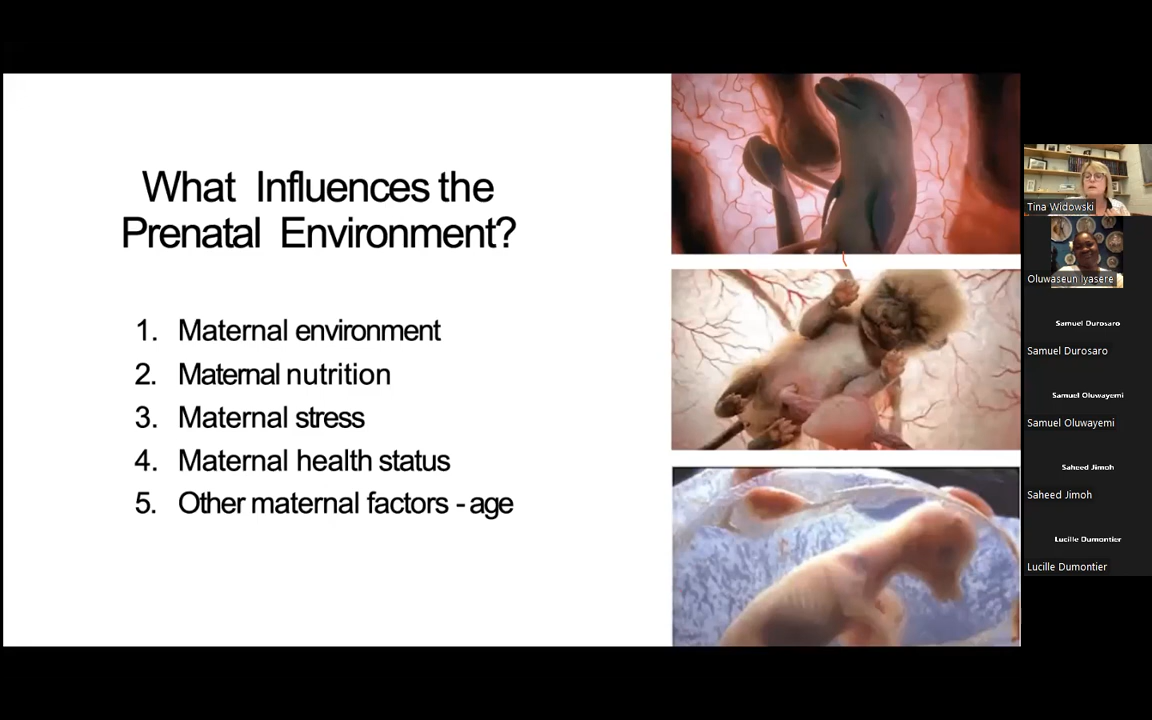 What Influences the
Prenatal Environment?
1. Maternal environment
2. Maternal nutrition
3. Maternal stress
4. Maternal health status
5. Other maternal factors - age
Tina Widowski
Oluwaseun Iyasere
Samuel Durosaro
Samuel Durosaro
Samuel Oluwayemi
Samuel Oluwayemi
Saheed Jimoh
Saheed Jimoh
Lucille Dumontier
Lucille Dumontier